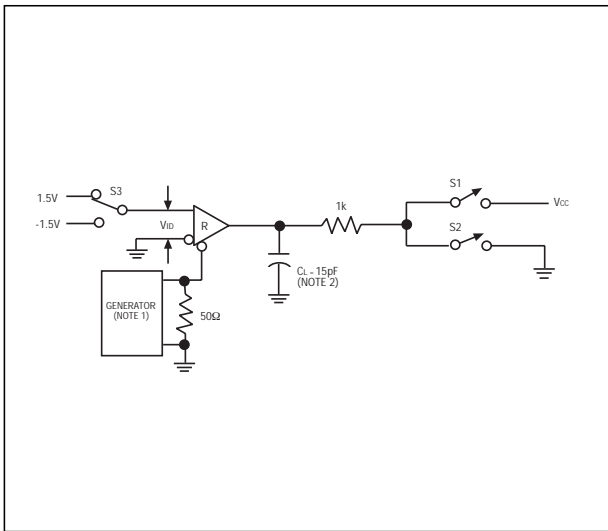 S1
1k
S3
1.5V
VCC
-1.5V
VID
R
S2
CL - 15pF
(NOTE 2)
GENERATOR
(NOTE 1)
50Ω